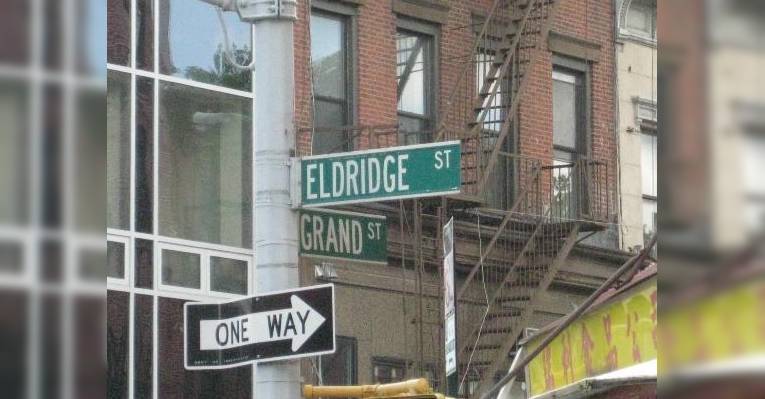 ELDRIDGE ST
GRAND ST
ONE WAY